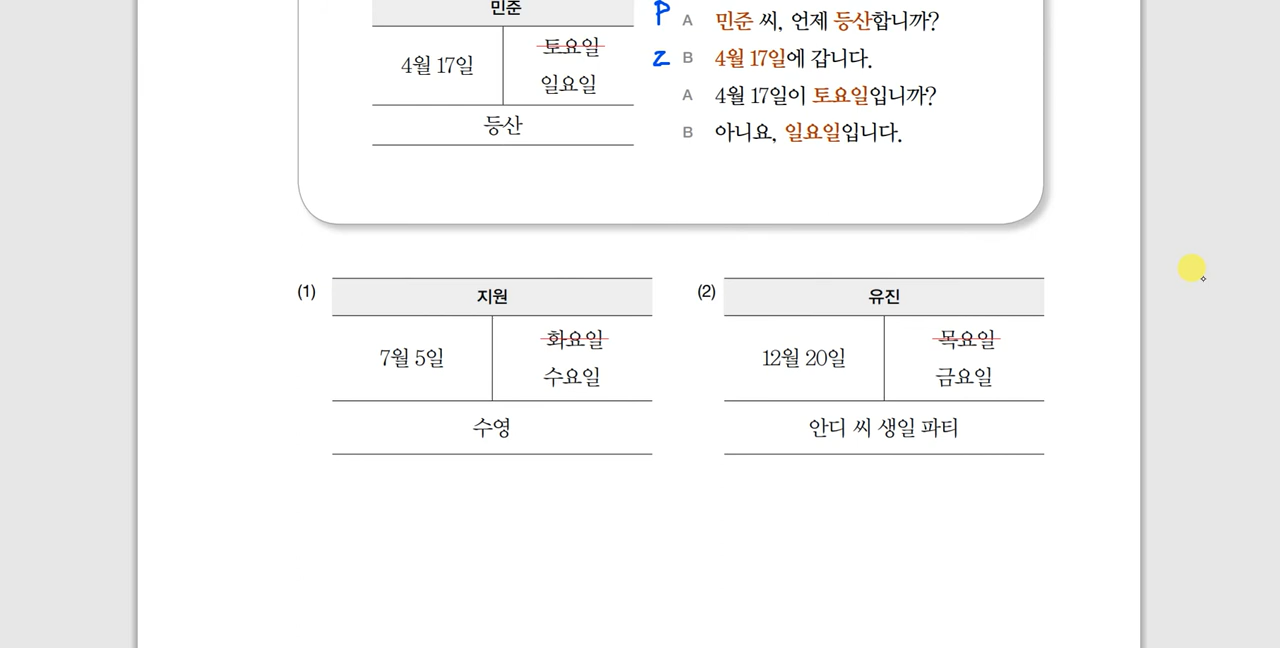 민준
4월 17일
토요일
일요일
등산
P A 민준 씨, 언제 등산합니까?
Z B 4월 17일에 갑니다.
A 4월 17일이 토요일입니까?
B 아니요, 일요일입니다.
(1) 지원
7월 5일
화요일
수요일
수영
(2) 유진
12월 20일
목요일
금요일
안디 씨 생일 파티